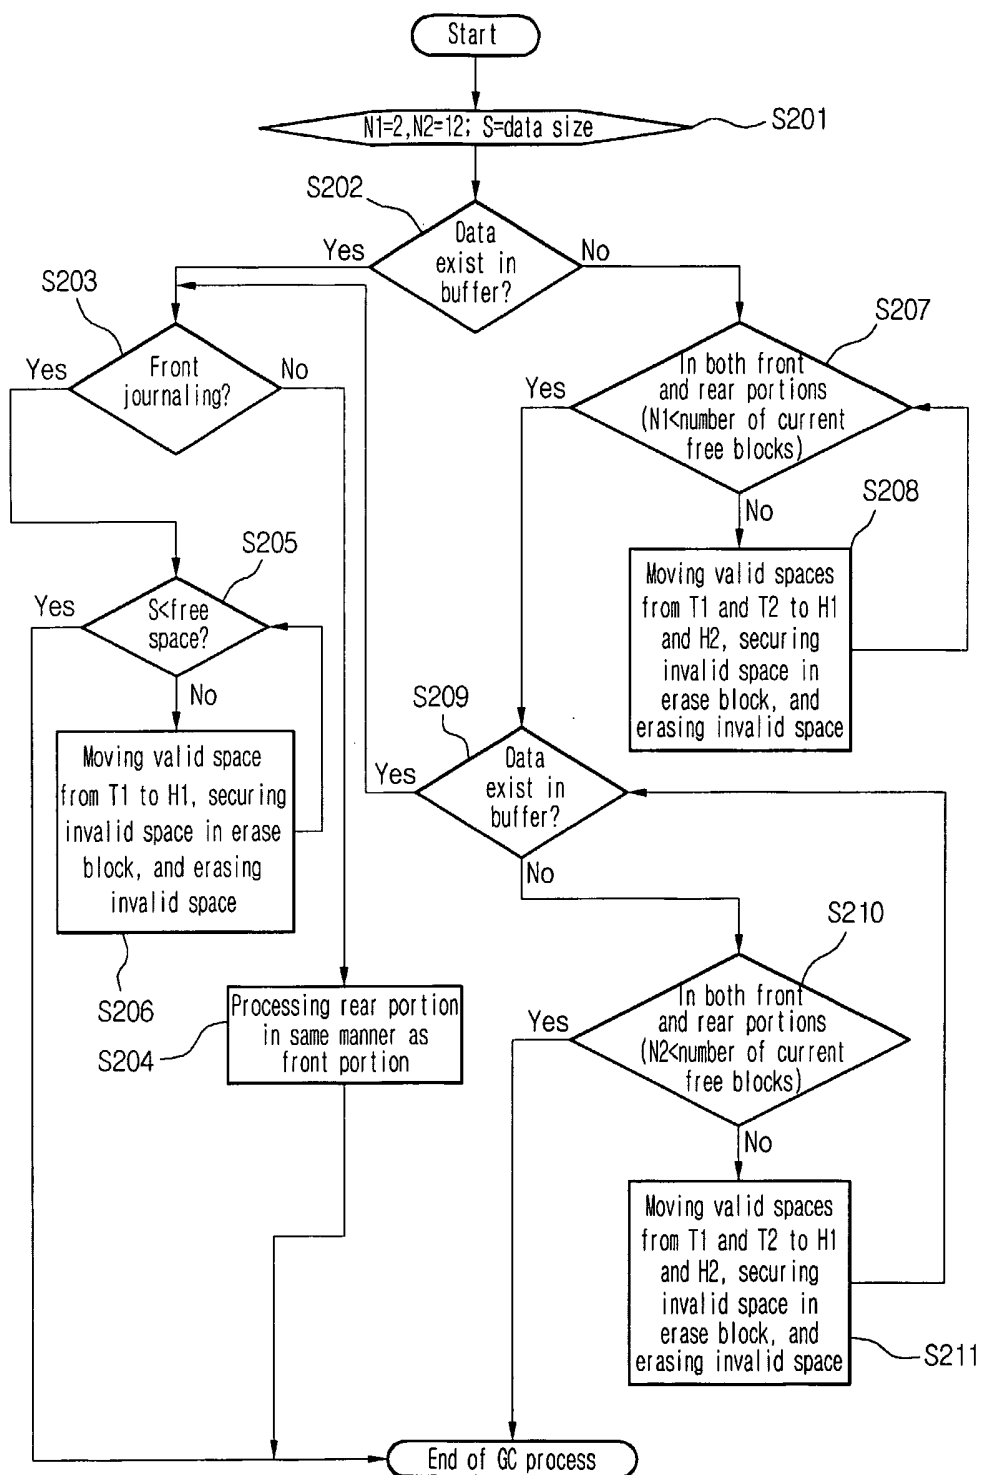 Start
N1=2,N2=12; S=data size
S201
S202
Data
exist in
buffer?
Yes
No
S203
Front
journaling?
Yes
No
S207
In both front
and rear portions
(N1<number of current
free blocks)
Yes
No
S208
Moving valid spaces
from T1 and T2 to H1
and H2, securing
invalid space in
erase block, and
erasing invalid space
S205
S<free
space?
Yes
No
Moving valid space
from T1 to H1, securing
invalid space in erase
block, and erasing
invalid space
S206
S209
Data
exist in
buffer?
Yes
No
S204
Processing rear portion
in same manner as
front portion
S210
In both front
and rear portions
(N2<number of current
free blocks)
Yes
No
Moving valid spaces
from T1 and T2 to H1
and H2, securing
invalid space in
erase block, and
erasing invalid space
S211
End of GC process